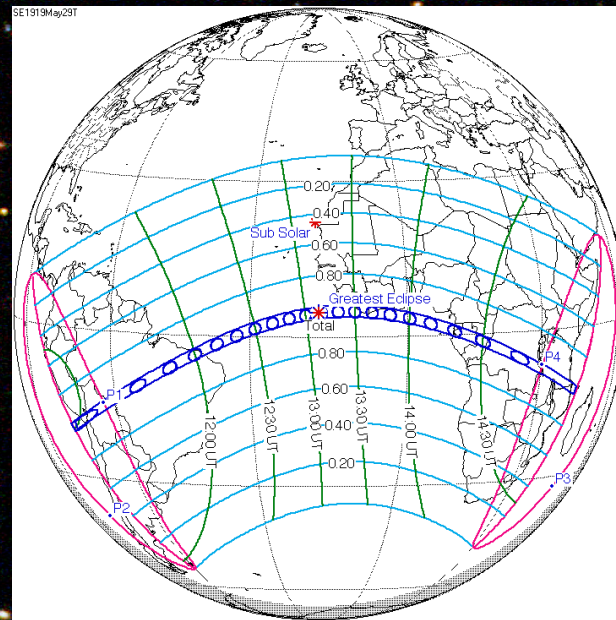 SE1919May29T
0.20
0.40
Sub Solar
0.60
0.80
Greatest Eclipse
Total
0.80
P4
0.60
P1
12:00 UT
12:30 UT
13:00 UT
13:30 UT
14:00 UT
14:30 UT
0.40
0.20
P3
P2